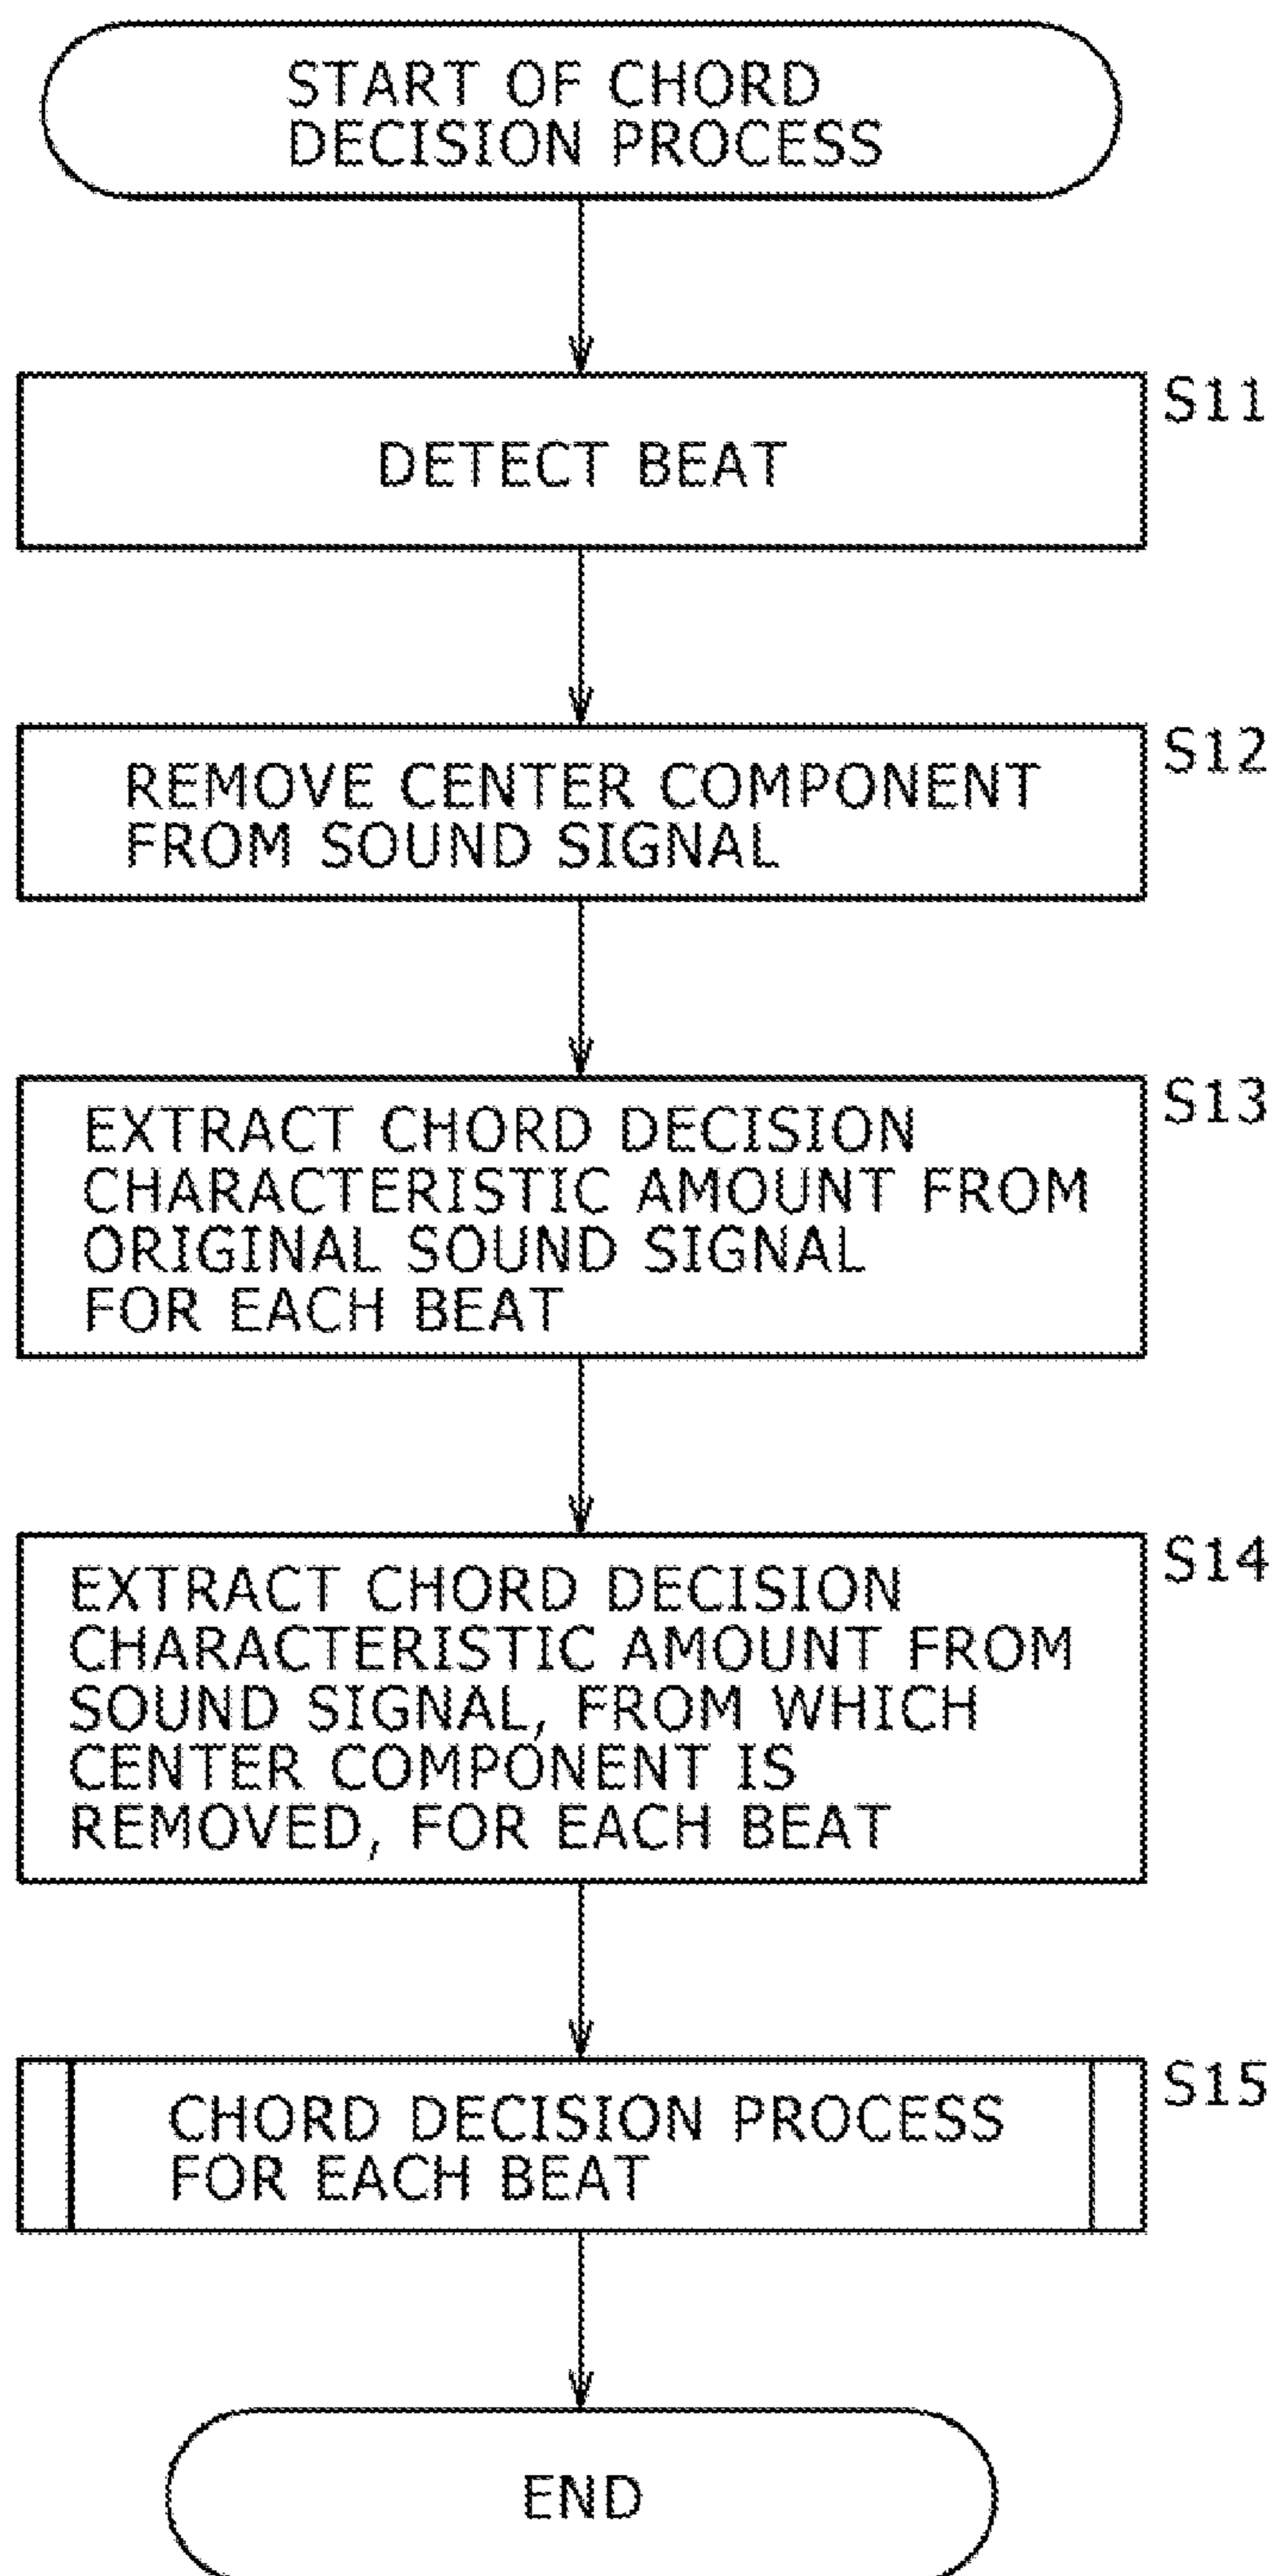 START OF CHORD
DECISION PROCESS
S11
DETECT BEAT
S12
REMOVE CENTER COMPONENT
FROM SOUND SIGNAL
S13
EXTRACT CHORD DECISION
CHARACTERISTIC AMOUNT FROM
ORIGINAL SOUND SIGNAL
FOR EACH BEAT
S14
EXTRACT CHORD DECISION
CHARACTERISTIC AMOUNT FROM
SOUND SIGNAL, FROM WHICH
CENTER COMPONENT IS
REMOVED, FOR EACH BEAT
S15
CHORD DECISION PROCESS
FOR EACH BEAT
END